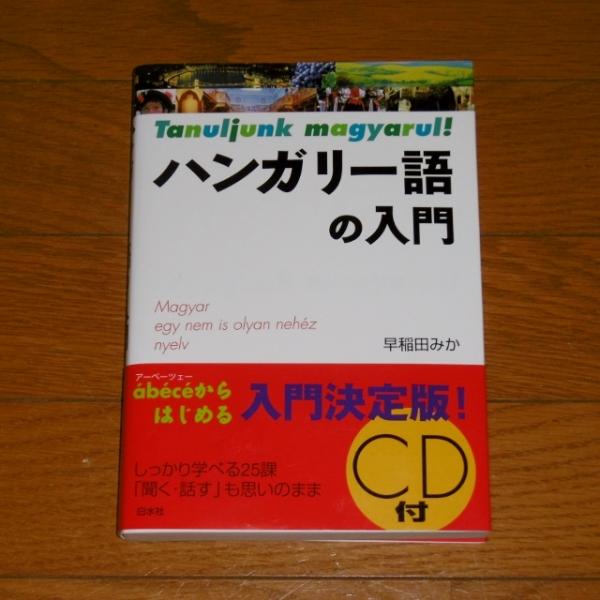 Tanuljunk magyarul!
ハンガリー語
の入門
Magyar
egy nem is olyan nehéz
nyelv
早稲田みか
アーベーツェー
ábécéから
はじめる
入門決定版!
CD
付
しっかり学べる25課
「聞く・話す」も思いのまま
白水社